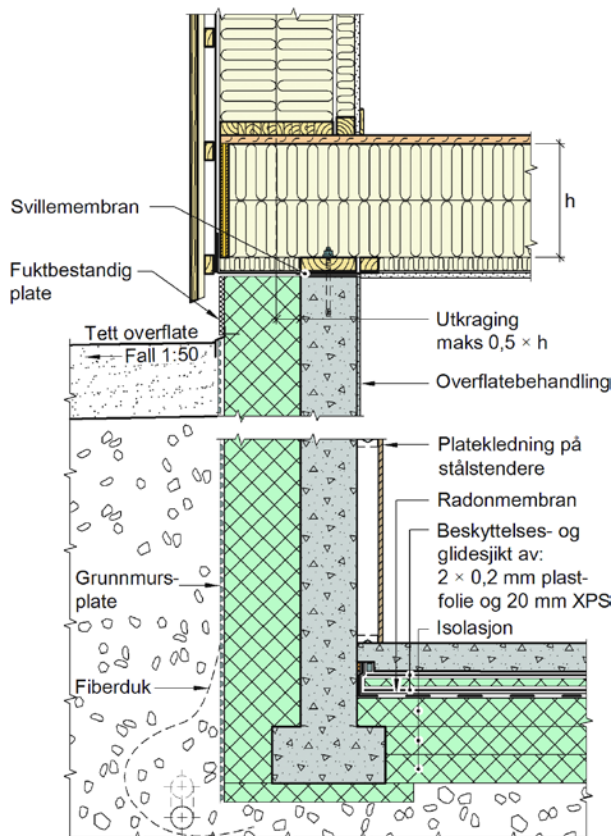 Svillemembran
Fuktbestandig
plate
Tett overflate
Fall 1:50
Grunnmurs-
plate
Fiberduk
h
Utkraging
maks 0,5 × h
Overflatebehandling
Platekledning på
stålstendere
Radonmembran
Beskyttelses- og
glidesjikt av:
2 × 0,2 mm plast-
folie og 20 mm XPS
Isolasjon